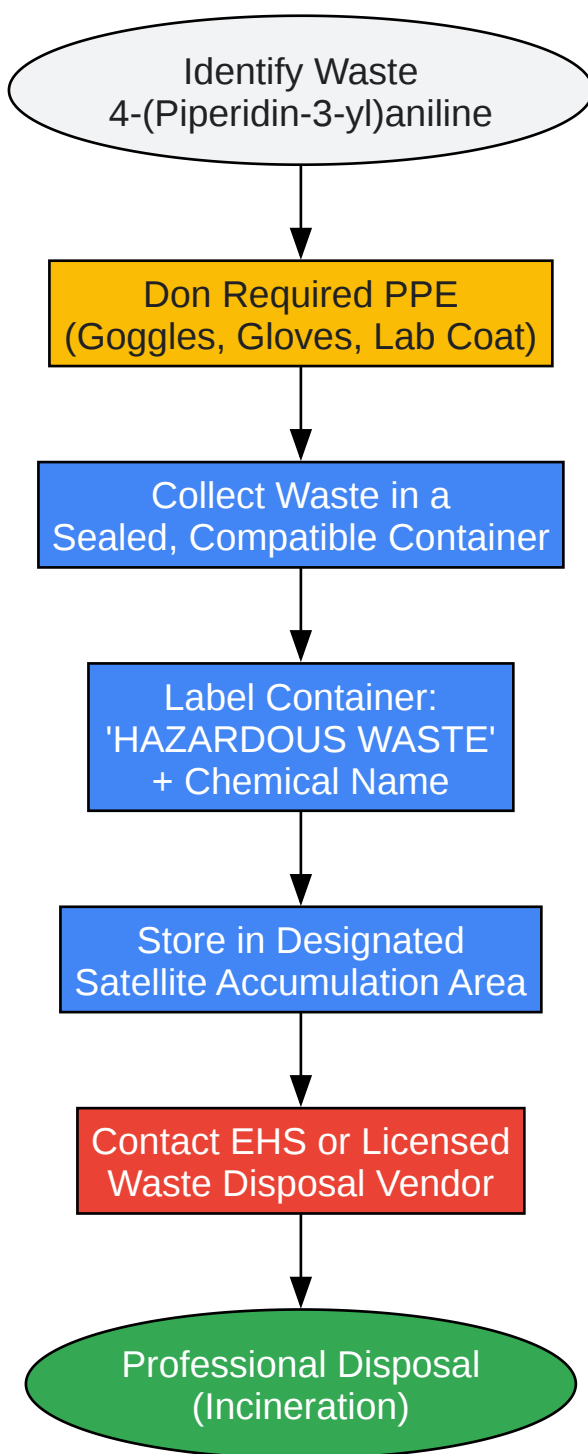 Identify Waste
4-(Piperidin-3-yl)aniline
Don Required PPE
(Goggles, Gloves, Lab Coat)
Collect Waste in a
Sealed, Compatible Container
Label Container:
'HAZARDOUS WASTE'
+ Chemical Name
Store in Designated
Satellite Accumulation Area
Contact EHS or Licensed
Waste Disposal Vendor
Professional Disposal
(Incineration)